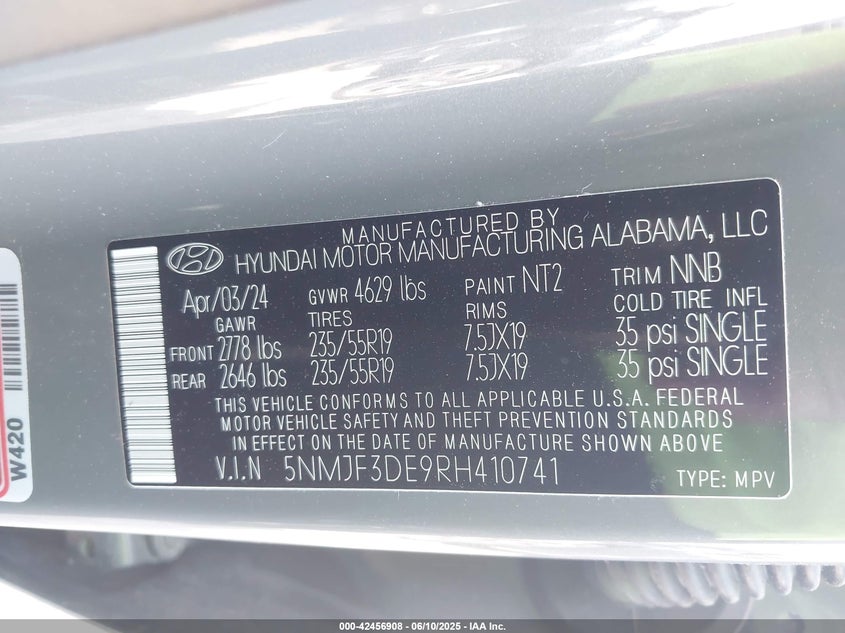 MANUFACTURED BY
HYUNDAI MOTOR MANUFACTURING ALABAMA, LLC
Apr/03/24 GVWR 4629 lbs PAINT NT2 TRIM NNB
GAWR TIRES RIMS COLD TIRE INFL
FRONT 2778 lbs 235/55R19 7.5JX19 35 psi SINGLE
REAR 2646 lbs 235/55R19 7.5JX19 35 psi SINGLE
THIS VEHICLE CONFORMS TO ALL APPLICABLE U.S.A. FEDERAL
MOTOR VEHICLE SAFETY AND THEFT PREVENTION STANDARDS
IN EFFECT ON THE DATE OF MANUFACTURE SHOWN ABOVE
V.I.N 5NMJF3DE9RH410741 TYPE: MPV
W420
000-42456908 - 06/10/2025 - IAA Inc.